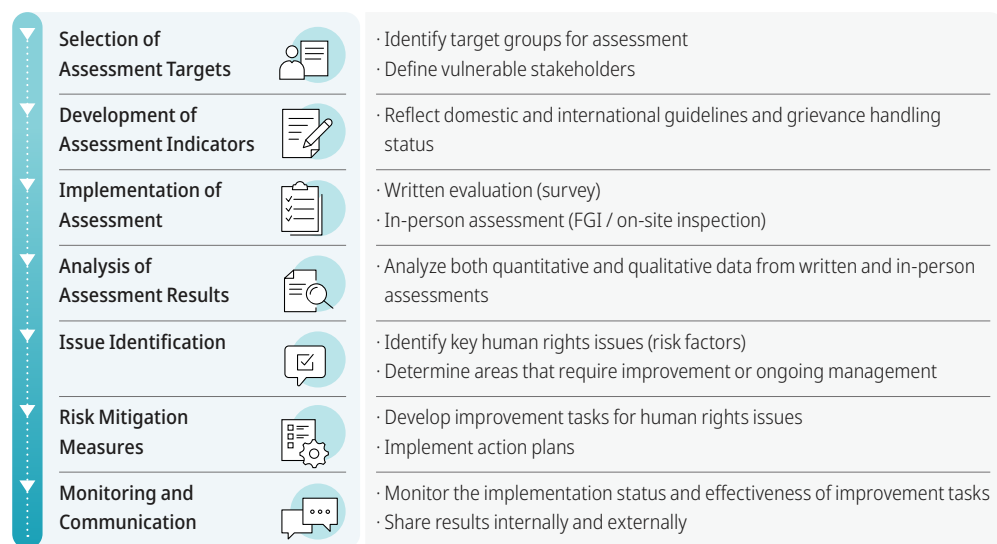 Selection of
Assessment Targets
· Identify target groups for assessment
· Define vulnerable stakeholders
Development of
Assessment Indicators
· Reflect domestic and international guidelines and grievance handling
status
Implementation of
Assessment
· Written evaluation (survey)
· In-person assessment (FGI / on-site inspection)
Analysis of
Assessment Results
· Analyze both quantitative and qualitative data from written and in-person
assessments
Issue Identification
· Identify key human rights issues (risk factors)
· Determine areas that require improvement or ongoing management
Risk Mitigation
Measures
· Develop improvement tasks for human rights issues
· Implement action plans
Monitoring and
Communication
· Monitor the implementation status and effectiveness of improvement tasks
· Share results internally and externally